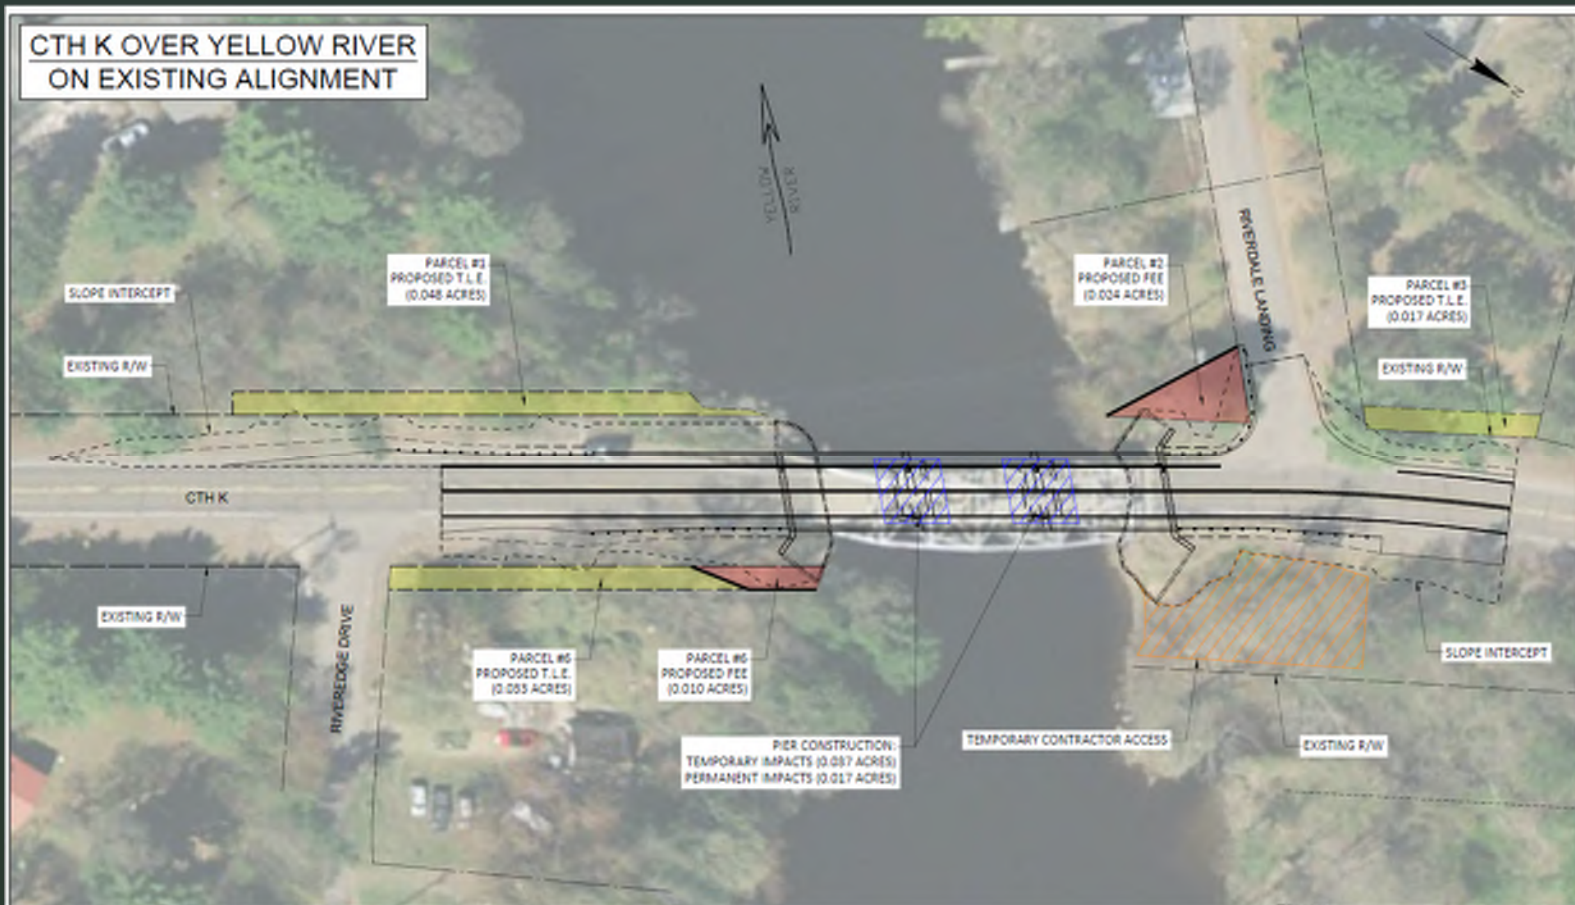 CTH K OVER YELLOW RIVER
ON EXISTING ALIGNMENT
N
YELLOW
RIVER
RIVERDALE LANDING
PARCEL #1
PROPOSED T.L.E.
(0.048 ACRES)
PARCEL #2
PROPOSED FEE
(0.024 ACRES)
PARCEL #3
PROPOSED T.L.E.
(0.017 ACRES)
SLOPE INTERCEPT
EXISTING R/W
EXISTING R/W
CTH K
EXISTING R/W
RIVEREDGE DRIVE
PARCEL #6
PROPOSED T.L.E.
(0.033 ACRES)
PARCEL #6
PROPOSED FEE
(0.010 ACRES)
SLOPE INTERCEPT
PIER CONSTRUCTION:
TEMPORARY IMPACTS (0.037 ACRES)
PERMANENT IMPACTS (0.017 ACRES)
TEMPORARY CONTRACTOR ACCESS
EXISTING R/W